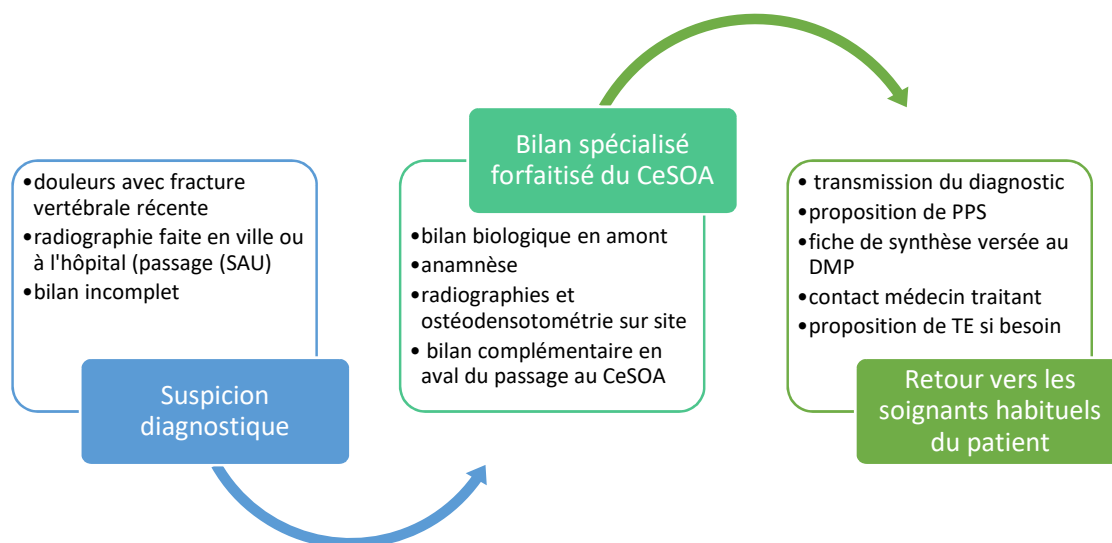 •douleurs avec fracture
vertébrale récente
•radiographie faite en ville ou
à l'hôpital (passage (SAU)
•bilan incomplet
Suspicion
diagnostique
Bilan spécialisé
forfaitisé du CeSOA
•bilan biologique en amont
•anamnèse
•radiographies et
ostéodensotométrie sur site
• bilan complémentaire en
aval du passage au CeSOA
• transmission du diagnostic
•proposition de PPS
•fiche de synthèse versée au
DMP
•contact médecin traitant
•proposition de TE si besoin
Retour vers les
soignants habituels
du patient